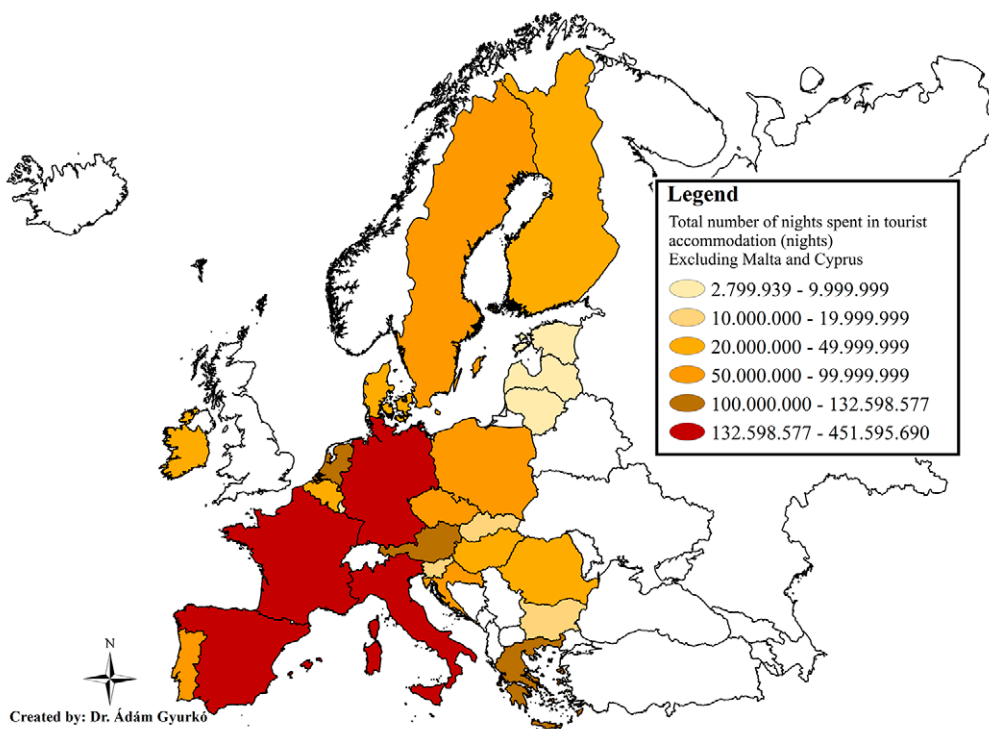 Legend
Total number of nights spent in tourist
accommodation (nights)
Excluding Malta and Cyprus
2.799.939 - 9.999.999
10.000.000 - 19.999.999
20.000.000 - 49.999.999
50.000.000 - 99.999.999
100.000.000 - 132.598.577
132.598.577 - 451.595.690
N
Created by: Dr. Ádám Gyurkó